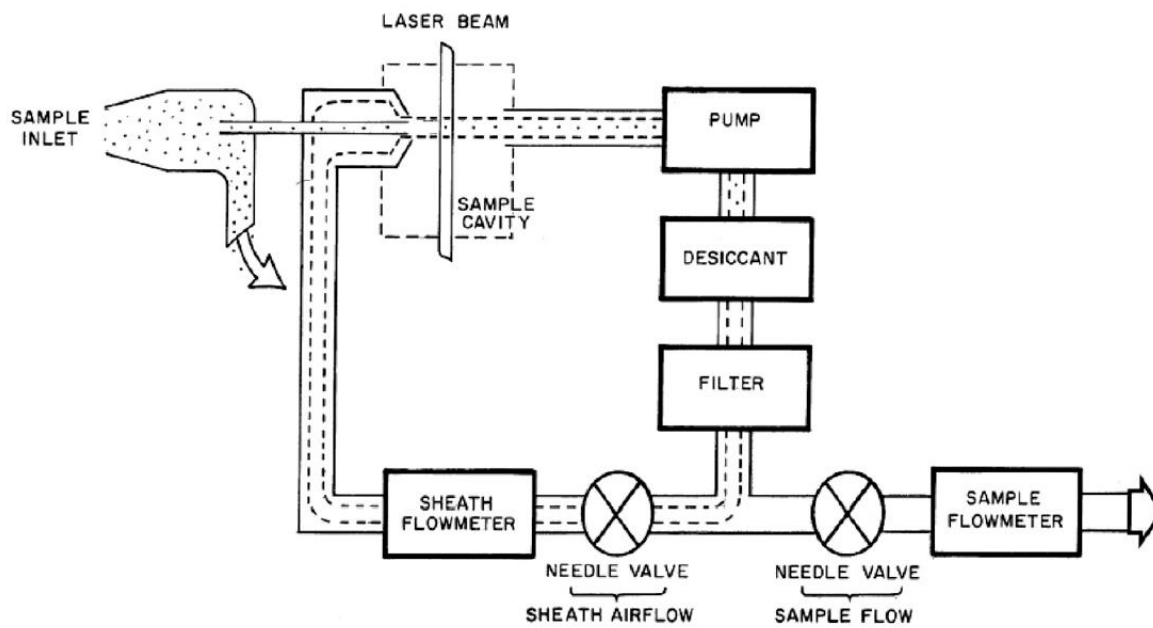 LASER BEAM
SAMPLE
INLET
PUMP
SAMPLE
CAVITY
DESICCANT
FILTER
SHEATH
FLOWMETER
SAMPLE
FLOWMETER
NEEDLE VALVE
SHEATH AIRFLOW
NEEDLE VALVE
SAMPLE FLOW